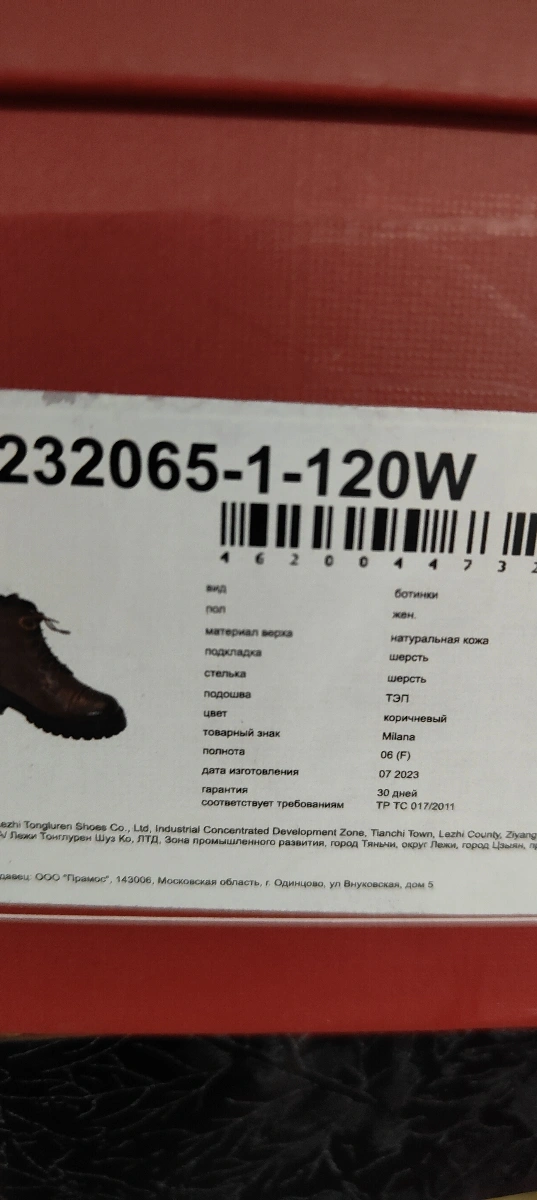 232065-1-120W
4 6 2 0 0 4 4 7 3 2
вид ботинки
пол жен.
материал верха натуральная кожа
подкладка шерсть
стелька шерсть
подошва ТЭП
цвет коричневый
товарный знак Milana
полнота 06 (F)
дата изготовления 07 2023
гарантия 30 дней
соответствует требованиям ТР ТС 017/2011
ezhi Tongluren Shoes Co., Ltd, Industrial Concentrated Development Zone, Tianchi Town, Lezhi County, Ziyang
Лежи Тонглурен Шуз Ко, ЛТД, Зона промышленного развития, город Тяньчи, округ Лежи, город Цзыян, пр
давец: ООО "Прамос", 143006, Московская область, г. Одинцово, ул Внуковская, дом 5